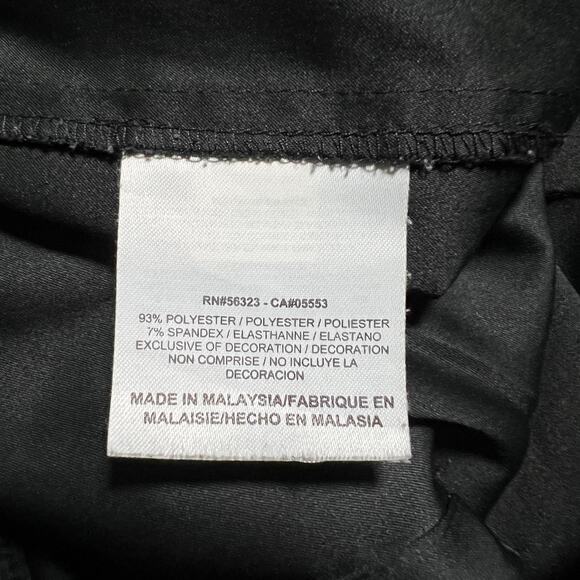 RN#56323 - CA#05553
93% POLYESTER / POLYESTER / POLIESTER
7% SPANDEX / ELASTHANNE / ELASTANO
EXCLUSIVE OF DECORATION / DECORATION
NON COMPRISE / NO INCLUYE LA
DECORACION
MADE IN MALAYSIA/FABRIQUE EN
MALAISIE/HECHO EN MALASIA